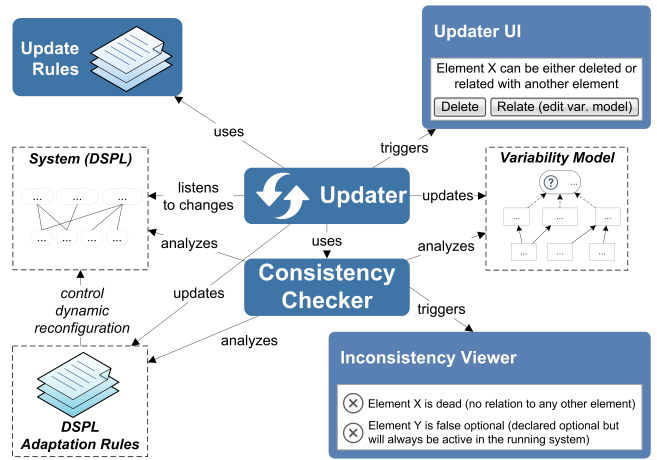 Update
Rules
Updater UI
Element X can be either deleted or
related with another element
Delete
Relate (edit var. model)
uses
triggers
System (DSPL)
...
...
...
...
...
...
...
listens
to changes
Updater
updates
Variability Model
?
...
...
...
...
...
...
...
analyzes
uses
analyzes
Consistency
Checker
control
dynamic
reconfiguration
updates
triggers
analyzes
DSPL
Adaptation Rules
Inconsistency Viewer
Element X is dead (no relation to any other element)
Element Y is false optional (declared optional but
will always be active in the running system)